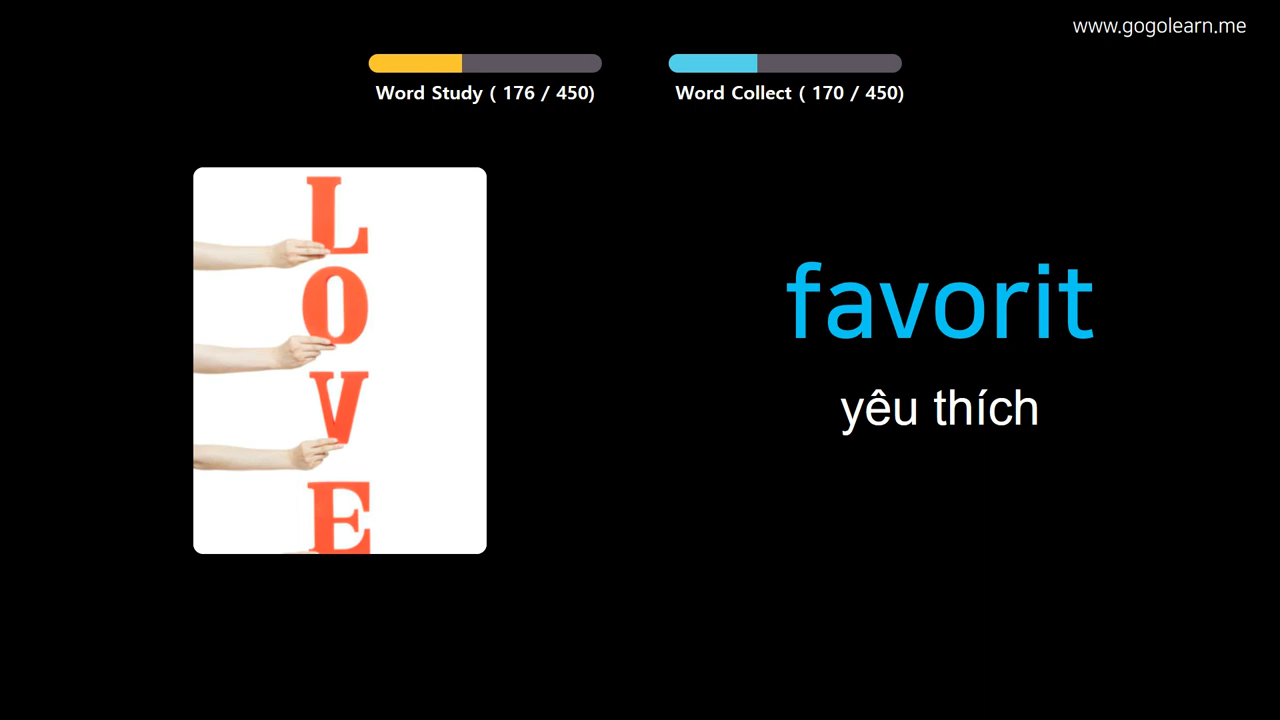 www.gogolearn.me
Word Study ( 176 / 450)
Word Collect ( 170 / 450)
L
O
V
E
favorit
yêu thích